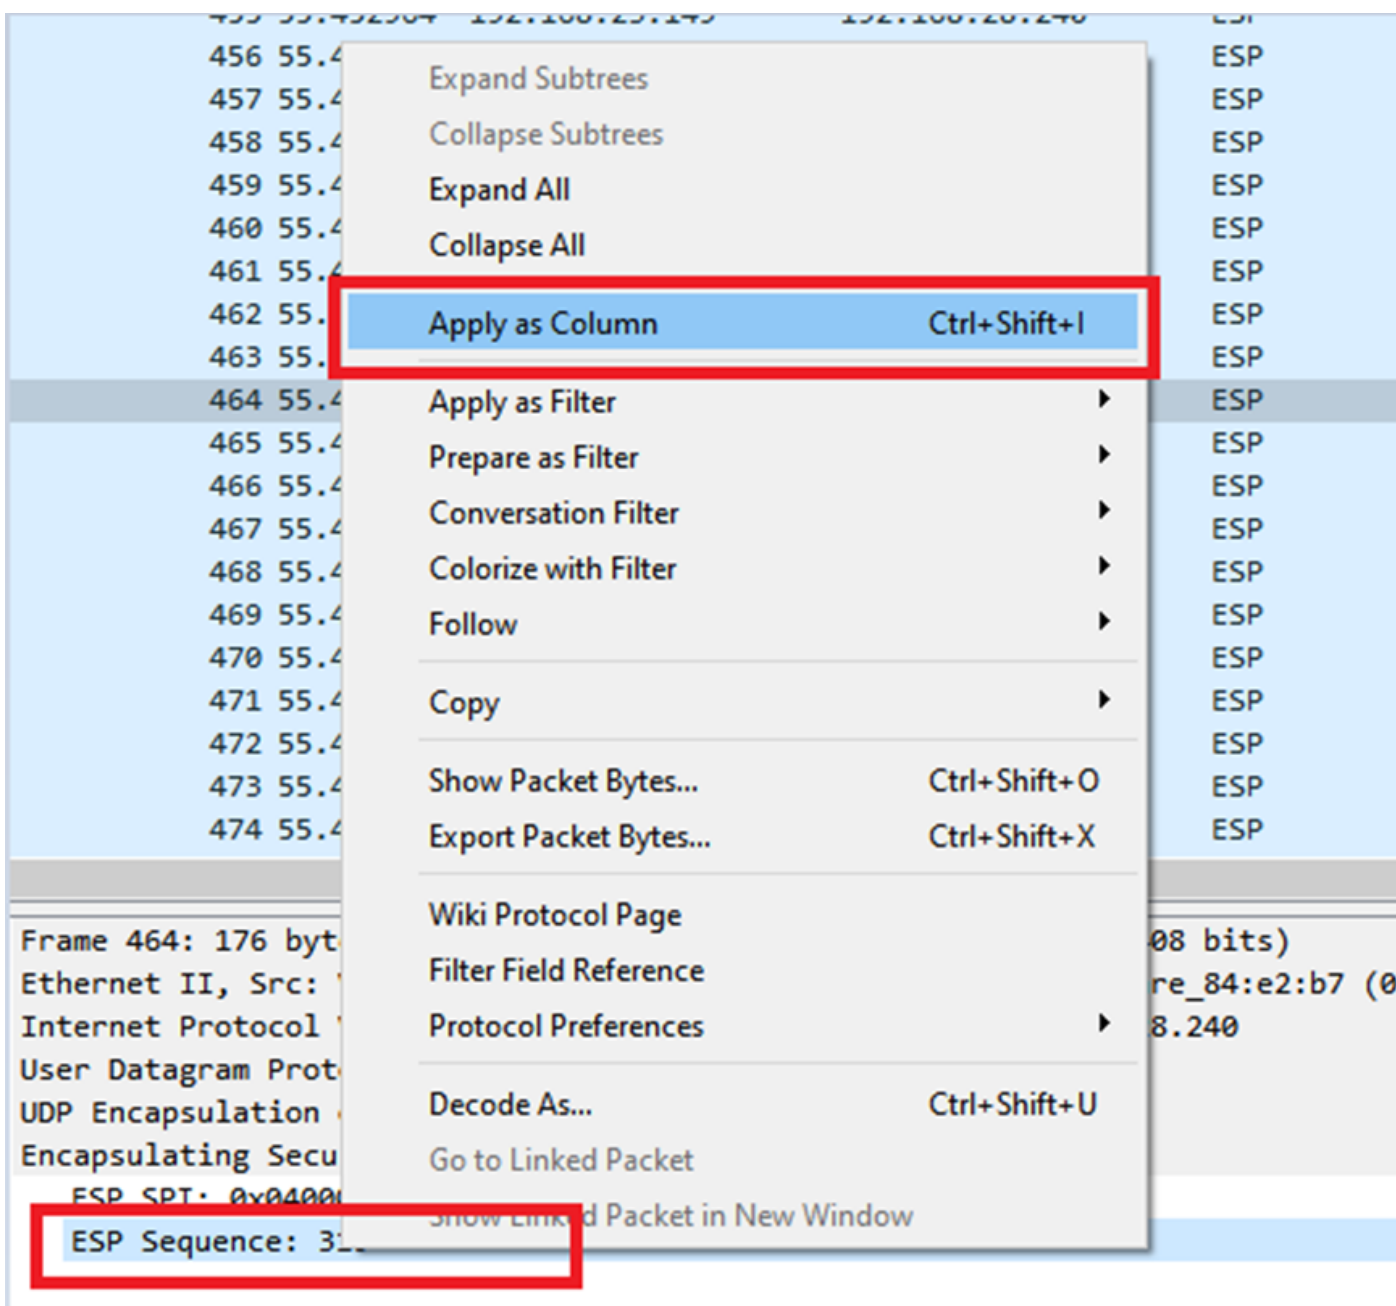 456 55.4 ESP
457 55.4 ESP
458 55.4 ESP
459 55.4 ESP
460 55.4 ESP
461 55.4 ESP
462 55. ESP
463 55. ESP
464 55.4 ESP
465 55.4 ESP
466 55.4 ESP
467 55.4 ESP
468 55.4 ESP
469 55.4 ESP
470 55.4 ESP
471 55.4 ESP
472 55.4 ESP
473 55.4 ESP
474 55.4 ESP
Expand Subtrees
Collapse Subtrees
Expand All
Collapse All
Apply as Column Ctrl+Shift+I
Apply as Filter
Prepare as Filter
Conversation Filter
Colorize with Filter
Follow
Copy
Show Packet Bytes... Ctrl+Shift+O
Export Packet Bytes... Ctrl+Shift+X
Wiki Protocol Page
Filter Field Reference
Protocol Preferences
Decode As... Ctrl+Shift+U
Go to Linked Packet
Show Linked Packet in New Window
Frame 464: 176 byt 08 bits)
Ethernet II, Src: re_84:e2:b7 (0
Internet Protocol 8.240
User Datagram Prot
UDP Encapsulation
Encapsulating Secu
ESP SPI: 0x0400
ESP Sequence: